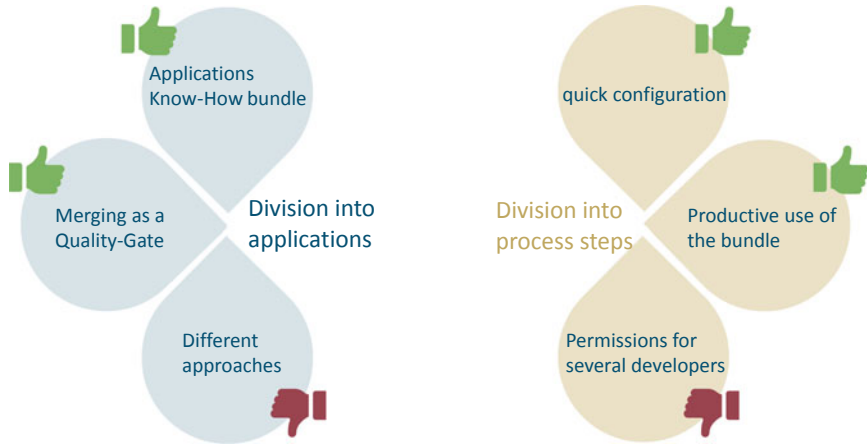 Applications
Know-How bundle
Merging as a
Quality-Gate
Division into
applications
Different
approaches
quick configuration
Division into
process steps
Productive use of
the bundle
Permissions for
several developers